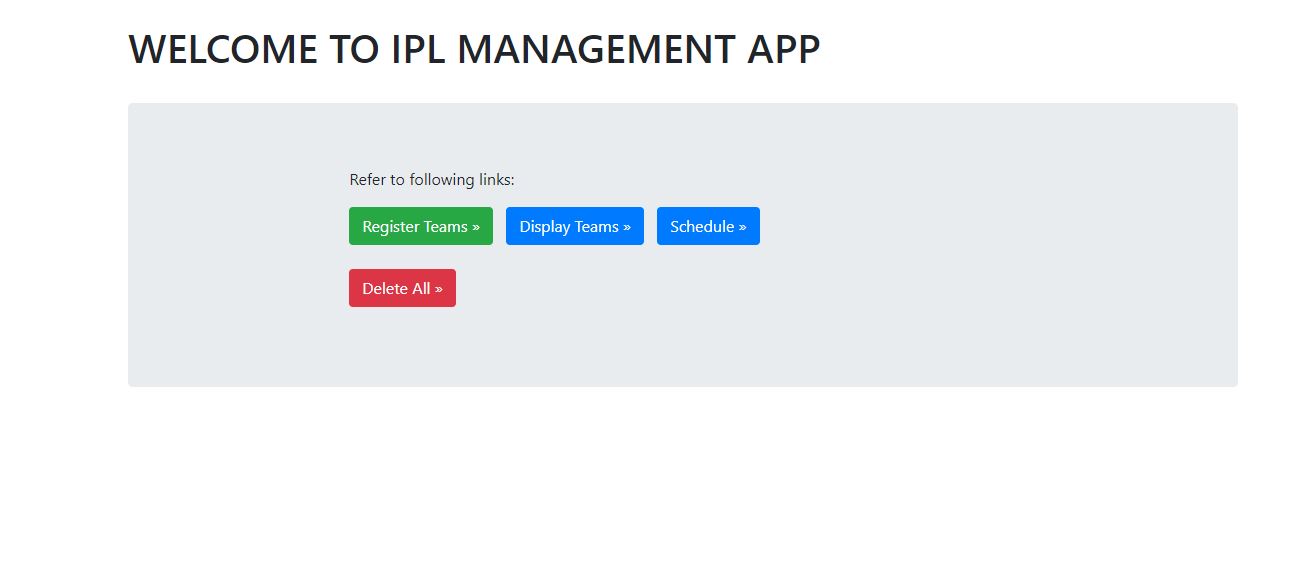 WELCOME TO IPL MANAGEMENT APP
Refer to following links:
Register Teams » Display Teams » Schedule »
Delete All »